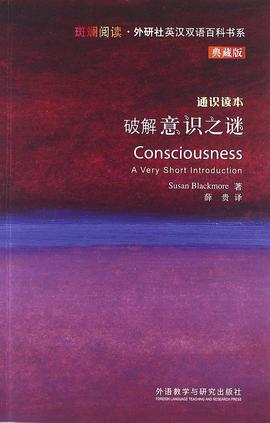 斑斓阅读·外研社英汉双语百科书系
典藏版
通识读本
破解意识之谜
Consciousness
A Very Short Introduction
Susan Blackmore 著
薛 贵 译
外语教学与研究出版社
FOREIGN LANGUAGE TEACHING AND RESEARCH PRESS